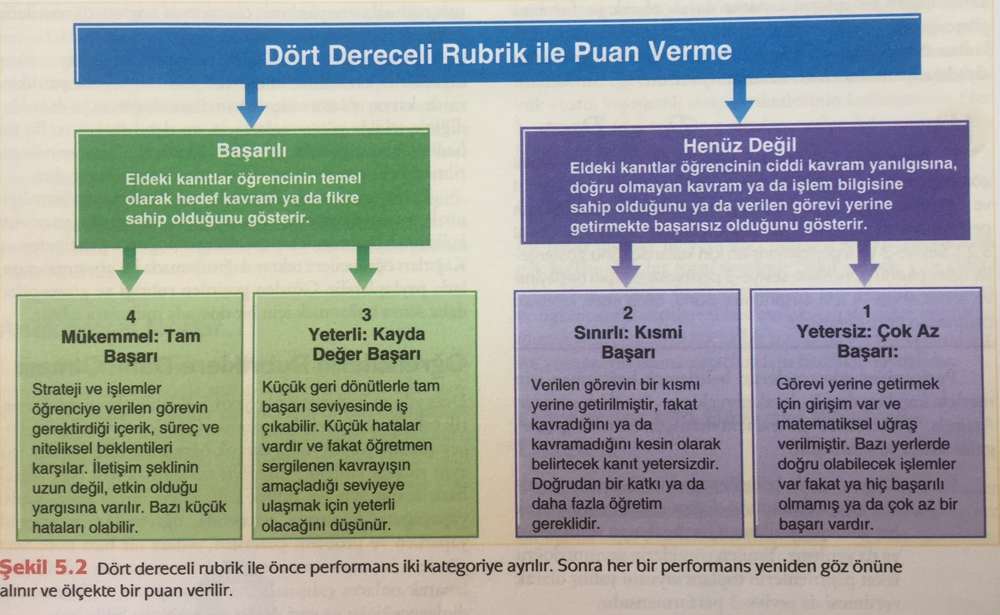 Dört Dereceli Rubrik ile Puan Verme
Başarılı
Eldeki kanıtlar öğrencinin temel
olarak hedef kavram ya da fikre
sahip olduğunu gösterir.
Henüz Değil
Eldeki kanıtlar öğrencinin ciddi kavram yanılgısına,
doğru olmayan kavram ya da işlem bilgisine
sahip olduğunu ya da verilen görevi yerine
getirmekte başarısız olduğunu gösterir.
4
Mükemmel: Tam
Başarı
Strateji ve işlemler
öğrenciye verilen görevin
gerektirdiği içerik, süreç ve
niteliksel beklentileri
karşılar. İletişim şeklinin
uzun değil, etkin olduğu
yargısına varılır. Bazı küçük
hataları olabilir.
3
Yeterli: Kayda
Değer Başarı
Küçük geri dönütlerle tam
başarı seviyesinde iş
çıkabilir. Küçük hatalar
vardır ve fakat öğretmen
sergilenen kavrayışın
amaçladığı seviyeye
ulaşmak için yeterli
olacağını düşünür.
2
Sınırlı: Kısmi
Başarı
Verilen görevin bir kısmı
yerine getirilmiştir, fakat
kavradığını ya da
kavramadığını kesin olarak
belirtecek kanıt yetersizdir.
Doğrudan bir katkı ya da
daha fazla öğretim
gereklidir.
1
Yetersiz: Çok Az
Başarı:
Görevi yerine getirmek
için girişim var ve
matematiksel uğraş
verilmiştir. Bazı yerlerde
doğru olabilecek işlemler
var fakat ya hiç başarılı
olmamış ya da çok az bir
başarı vardır.
Şekil 5.2 Dört dereceli rubrik ile önce performans iki kategoriye ayrılır. Sonra her bir performans yeniden göz önüne
alınır ve ölçekte bir puan verilir.